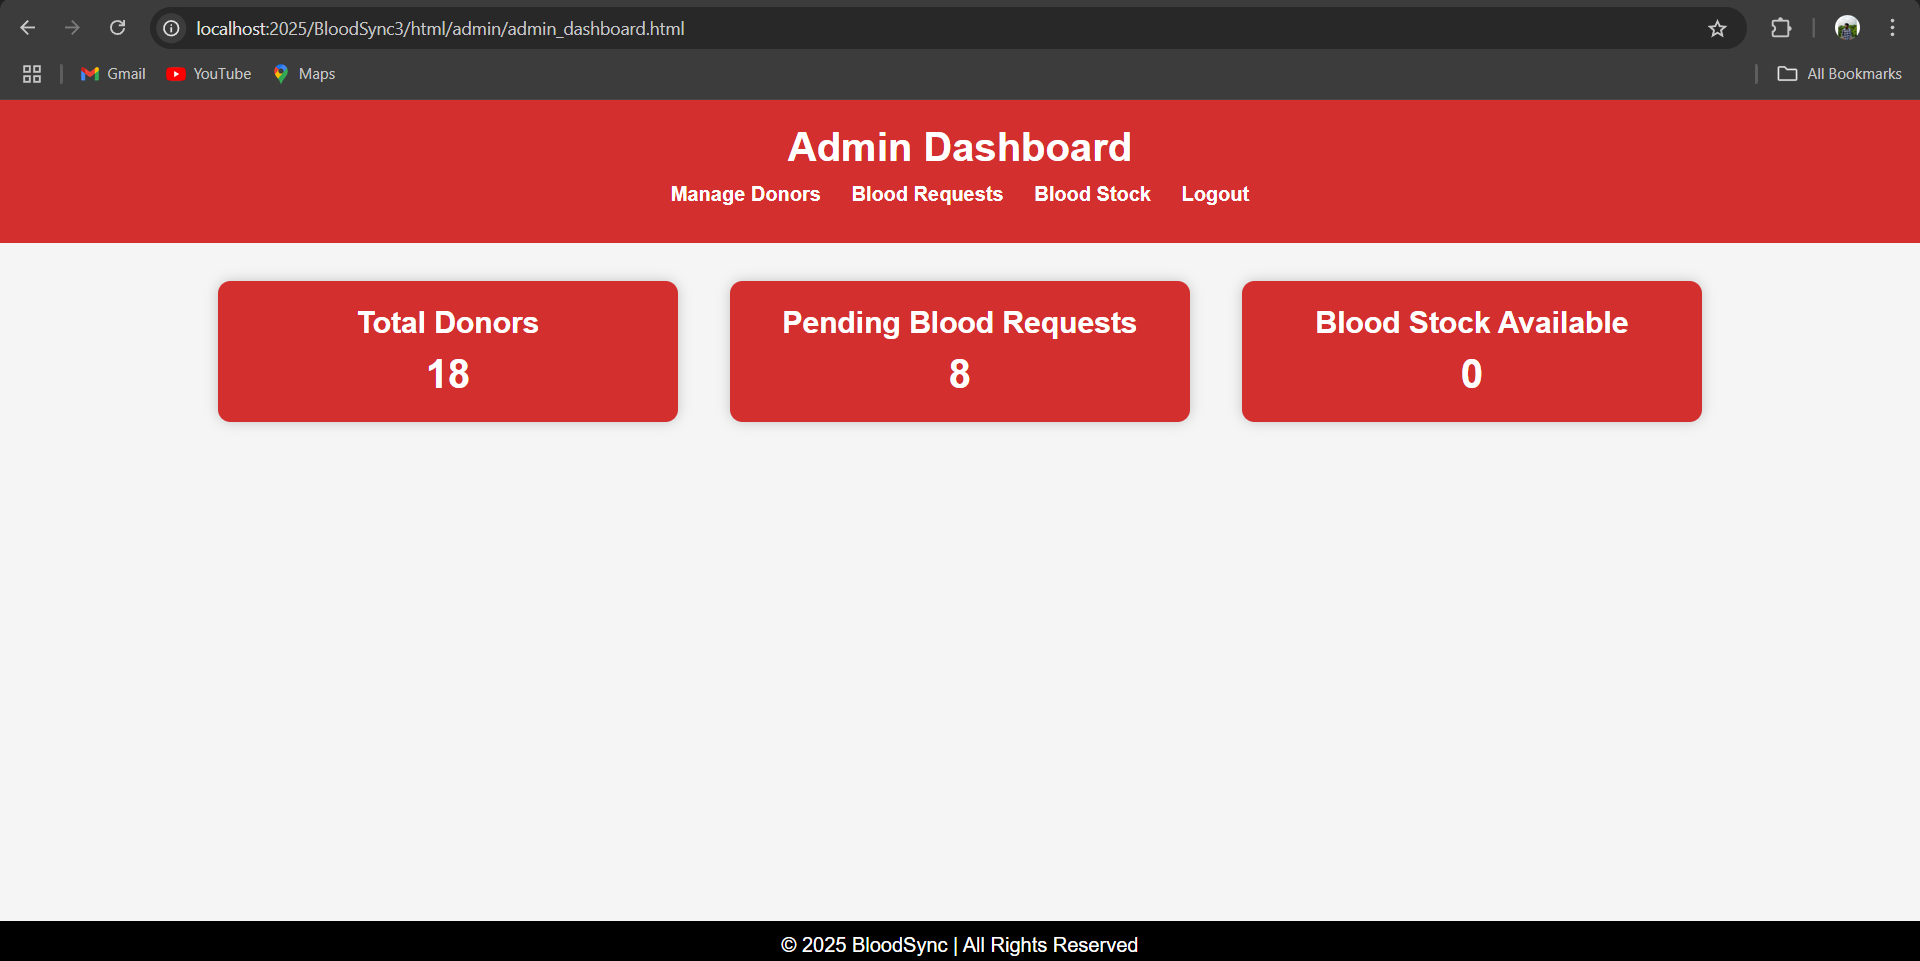 localhost:2025/BloodSync3/html/admin/admin_dashboard.html
Gmail YouTube Maps All Bookmarks
Admin Dashboard
Manage Donors Blood Requests Blood Stock Logout
Total Donors
18
Pending Blood Requests
8
Blood Stock Available
0
© 2025 BloodSync | All Rights Reserved